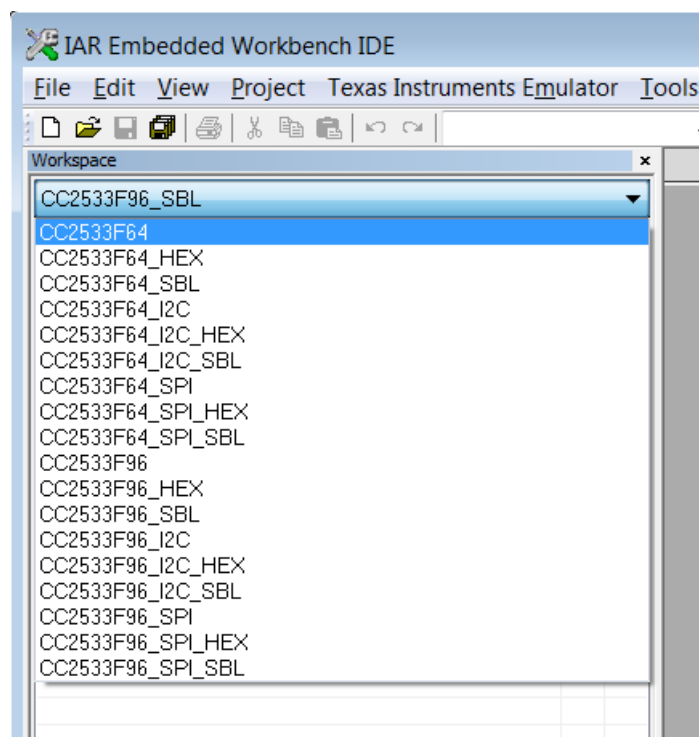 IAR Embedded Workbench IDE
File Edit View Project Texas Instruments Emulator Tools
Workspace
CC2533F96_SBL
CC2533F64
CC2533F64_HEX
CC2533F64_SBL
CC2533F64_I2C
CC2533F64_I2C_HEX
CC2533F64_I2C_SBL
CC2533F64_SPI
CC2533F64_SPI_HEX
CC2533F64_SPI_SBL
CC2533F96
CC2533F96_HEX
CC2533F96_SBL
CC2533F96_I2C
CC2533F96_I2C_HEX
CC2533F96_I2C_SBL
CC2533F96_SPI
CC2533F96_SPI_HEX
CC2533F96_SPI_SBL